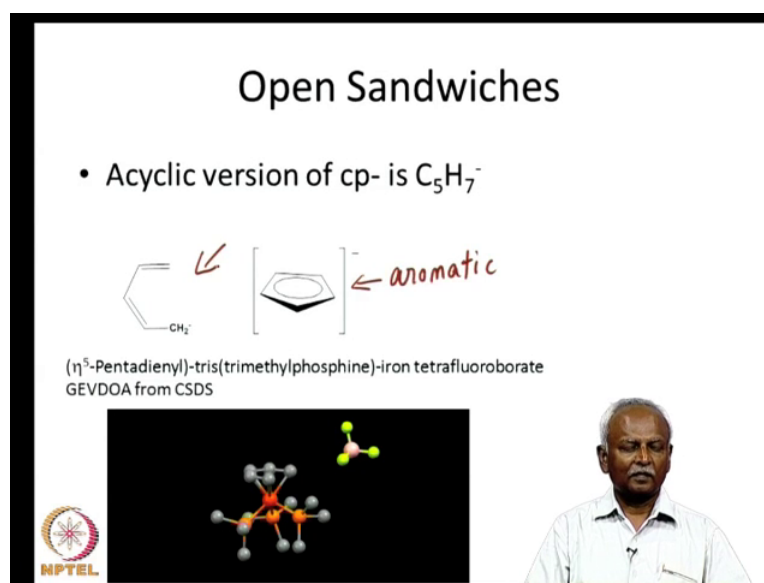 Open Sandwiches
• Acyclic version of cp- is C₅H₇⁻
← aromatic
CH₂⁻
(η⁵-Pentadienyl)-tris(trimethylphosphine)-iron tetrafluoroborate
GEVDOA from CSDS
NPTEL